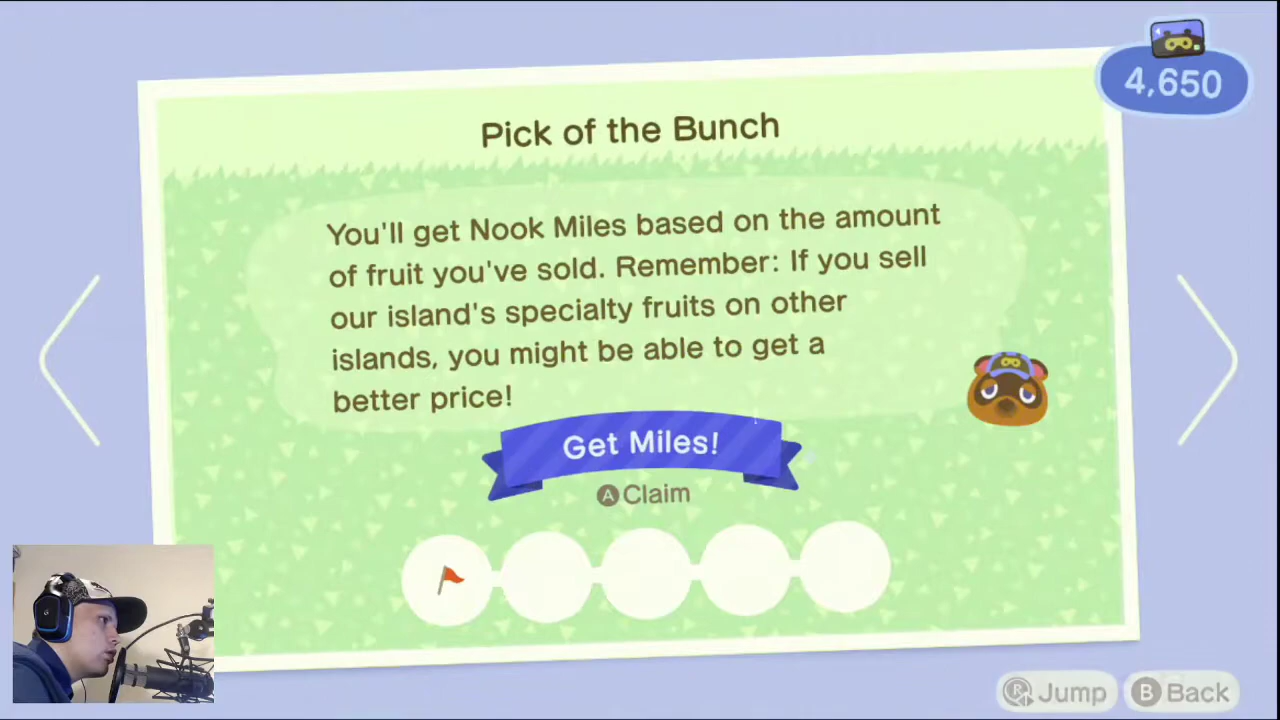 4,650
Pick of the Bunch
You'll get Nook Miles based on the amount
of fruit you've sold. Remember: If you sell
our island's specialty fruits on other
islands, you might be able to get a
better price!
Get Miles!
A Claim
R Jump B Back